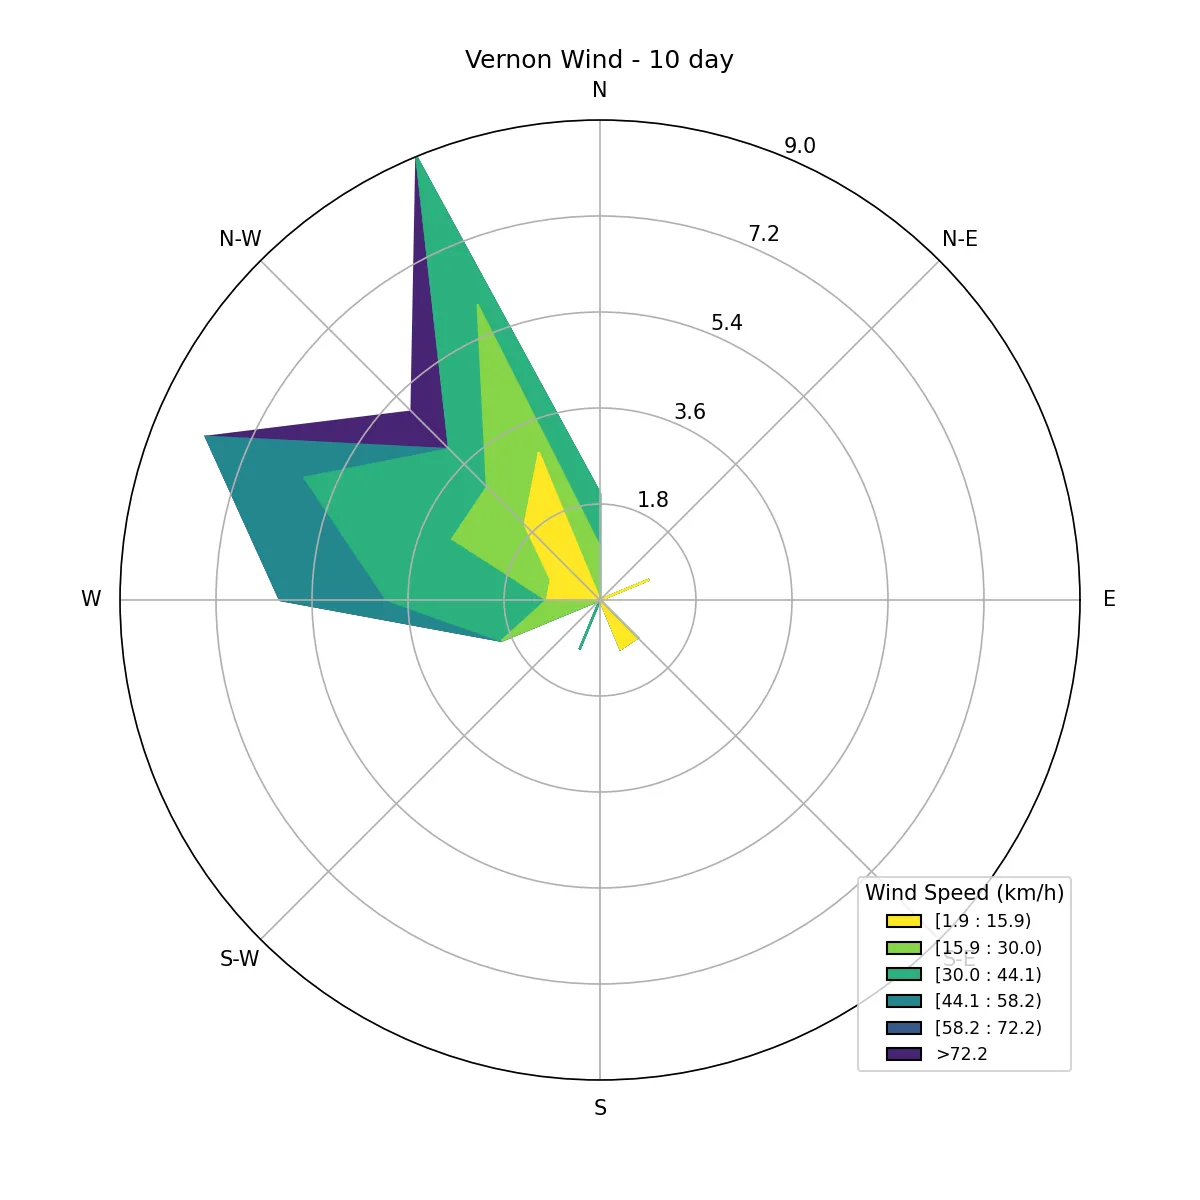 Vernon Wind - 10 day
N
9.0
N-W
N-E
7.2
5.4
3.6
1.8
W
E
Wind Speed (km/h)
[1.9 : 15.9)
[15.9 : 30.0)
S-W
S-E
[30.0 : 44.1)
[44.1 : 58.2)
[58.2 : 72.2)
>72.2
S